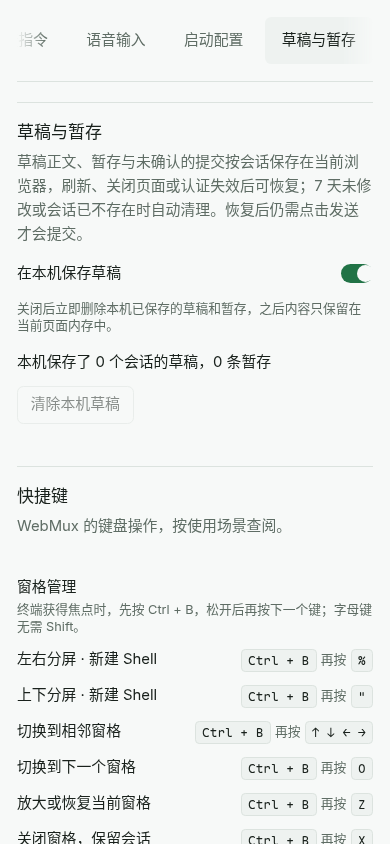 指令 语音输入 启动配置 草稿与暂存
草稿与暂存
草稿正文、暂存与未确认的提交按会话保存在当前浏
览器，刷新、关闭页面或认证失效后可恢复；7 天未修
改或会话已不存在时自动清理。恢复后仍需点击发送
才会提交。
在本机保存草稿
关闭后立即删除本机已保存的草稿和暂存，之后内容只保留在
当前页面内存中。
本机保存了 0 个会话的草稿，0 条暂存
清除本机草稿
快捷键
WebMux 的键盘操作，按使用场景查阅。
窗格管理
终端获得焦点时，先按 Ctrl + B，松开后再按下一个键；字母键
无需 Shift。
左右分屏 · 新建 Shell Ctrl + B 再按 %
上下分屏 · 新建 Shell Ctrl + B 再按 "
切换到相邻窗格 Ctrl + B 再按 ↑ ↓ ← →
切换到下一个窗格 Ctrl + B 再按 O
放大或恢复当前窗格 Ctrl + B 再按 Z
关闭窗格，保留会话 Ctrl + B 再按 X